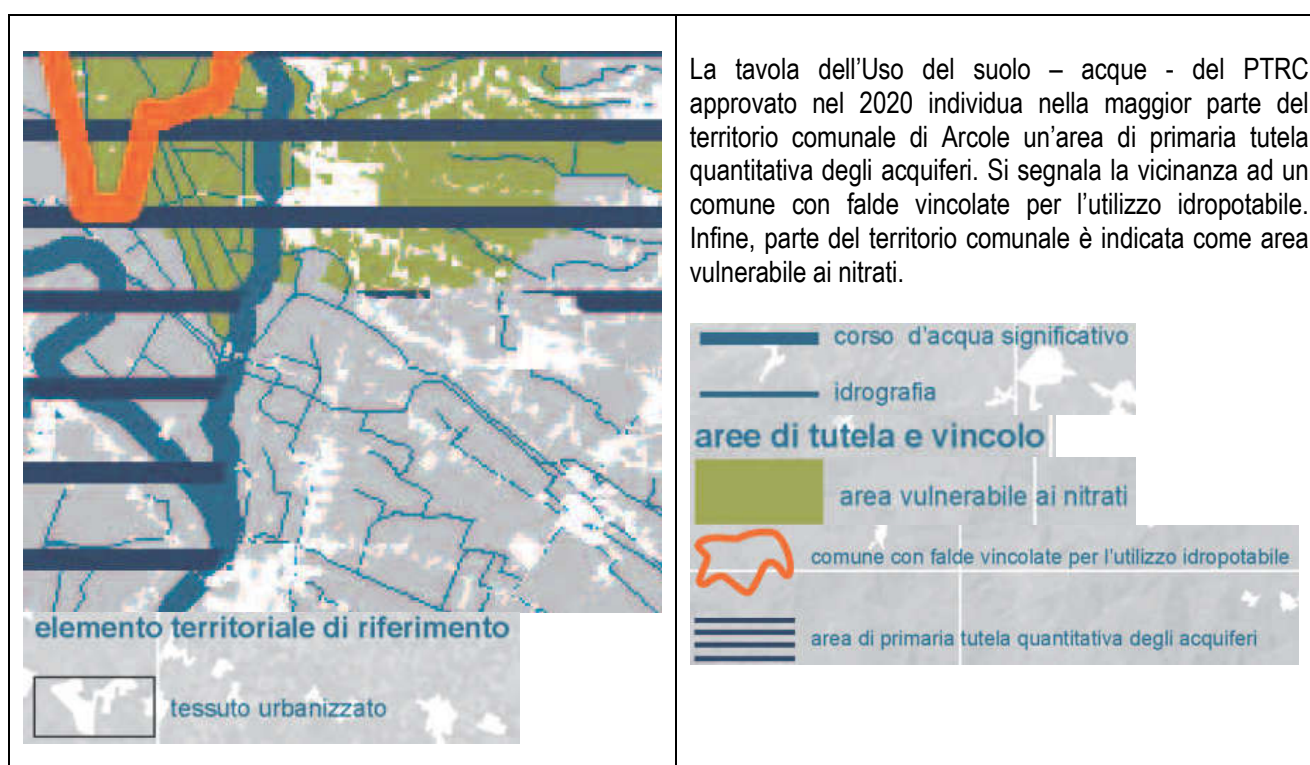 La tavola dell'Uso del suolo – acque - del PTRC
approvato nel 2020 individua nella maggior parte del
territorio comunale di Arcole un'area di primaria tutela
quantitativa degli acquiferi. Si segnala la vicinanza ad un
comune con falde vincolate per l'utilizzo idropotabile.
Infine, parte del territorio comunale è indicata come area
vulnerabile ai nitrati.
corso d'acqua significativo
idrografia
aree di tutela e vincolo
area vulnerabile ai nitrati
comune con falde vincolate per l'utilizzo idropotabile
area di primaria tutela quantitativa degli acquiferi
elemento territoriale di riferimento
tessuto urbanizzato